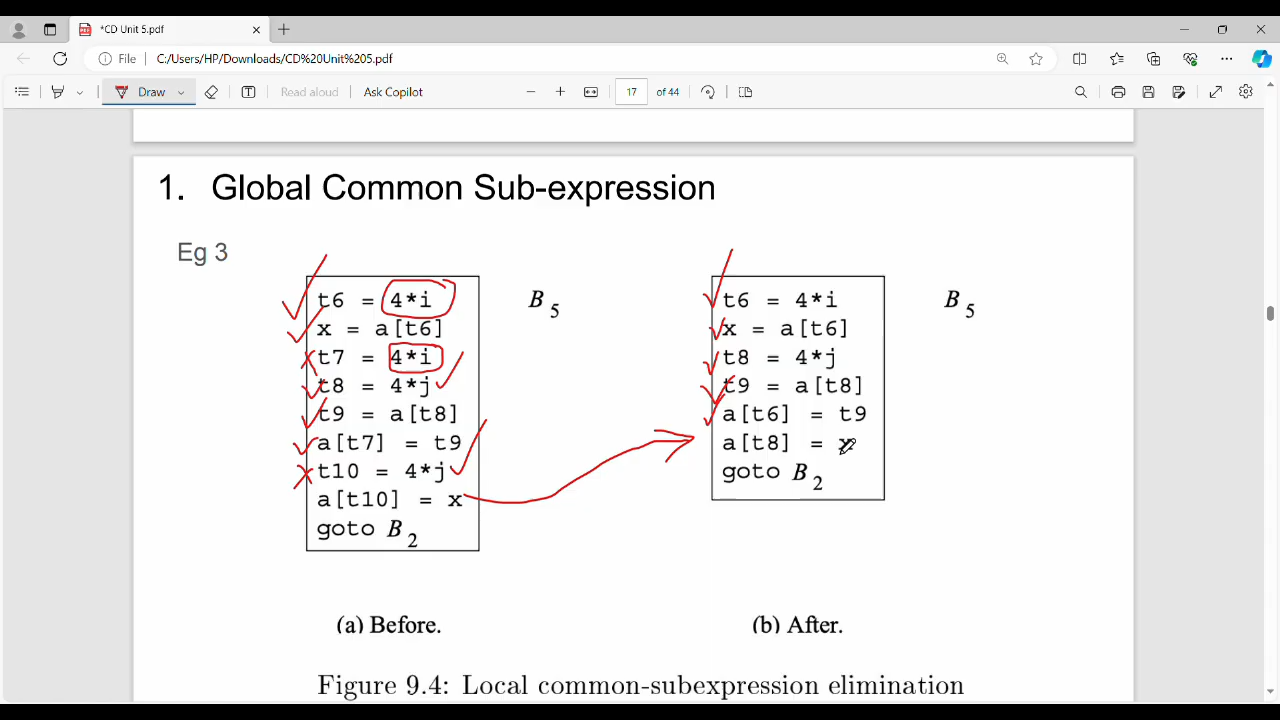 *CD Unit 5.pdf
File C:/Users/HP/Downloads/CD%20Unit%205.pdf
Draw Read aloud Ask Copilot 17 of 44
1. Global Common Sub-expression
Eg 3
t6 = 4*i
x = a[t6]
t7 = 4*i
t8 = 4*j
t9 = a[t8]
a[t7] = t9
t10 = 4*j
a[t10] = x
goto B2
B5
(a) Before.
t6 = 4*i
x = a[t6]
t8 = 4*j
t9 = a[t8]
a[t6] = t9
a[t8] = x
goto B2
B5
(b) After.
Figure 9.4: Local common-subexpression elimination